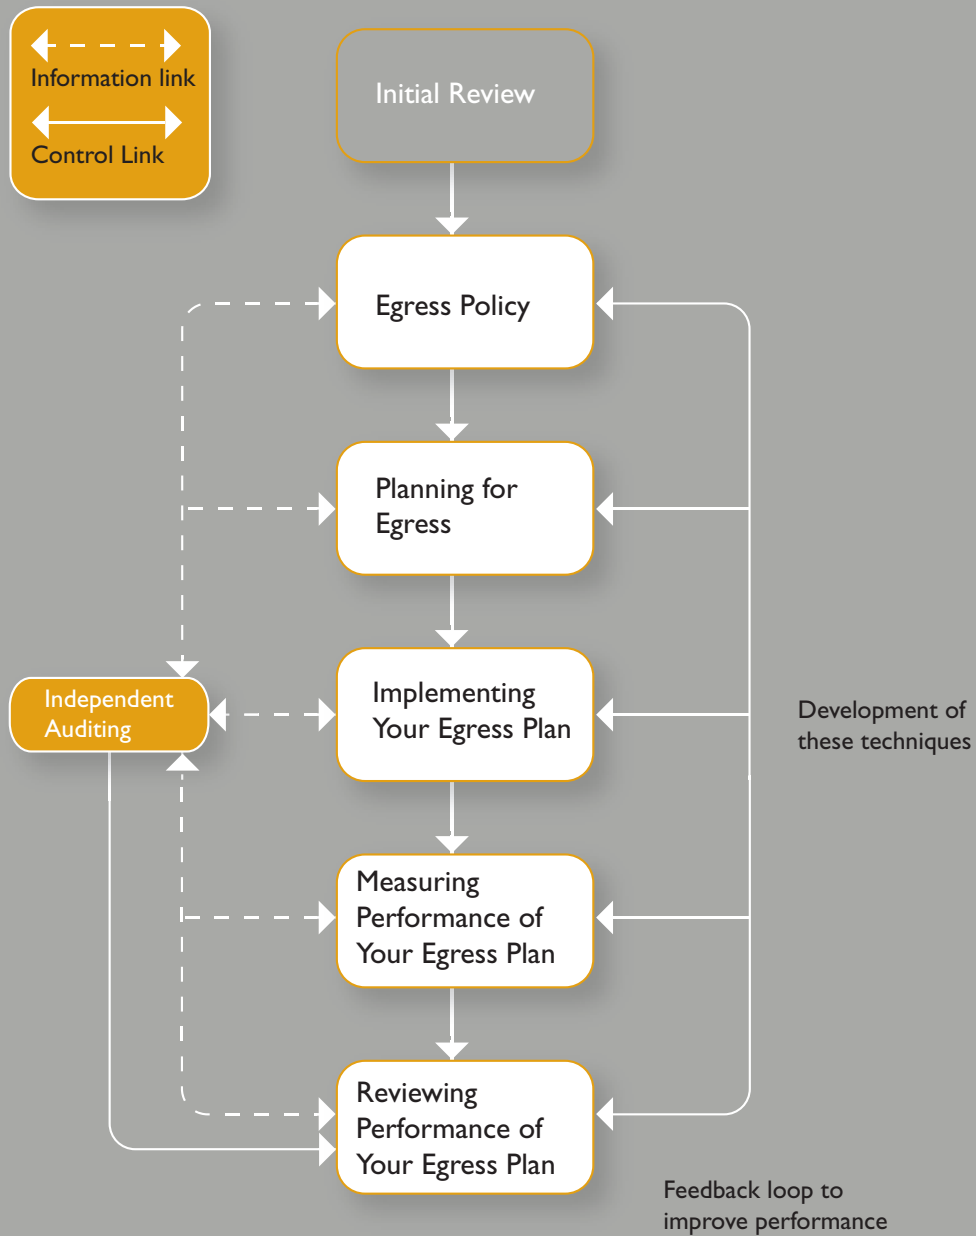 Information link
Control Link
Initial Review
Egress Policy
Planning for
Egress
Independent
Auditing
Implementing
Your Egress Plan
Development of
these techniques
Measuring
Performance of
Your Egress Plan
Reviewing
Performance of
Your Egress Plan
Feedback loop to
improve performance